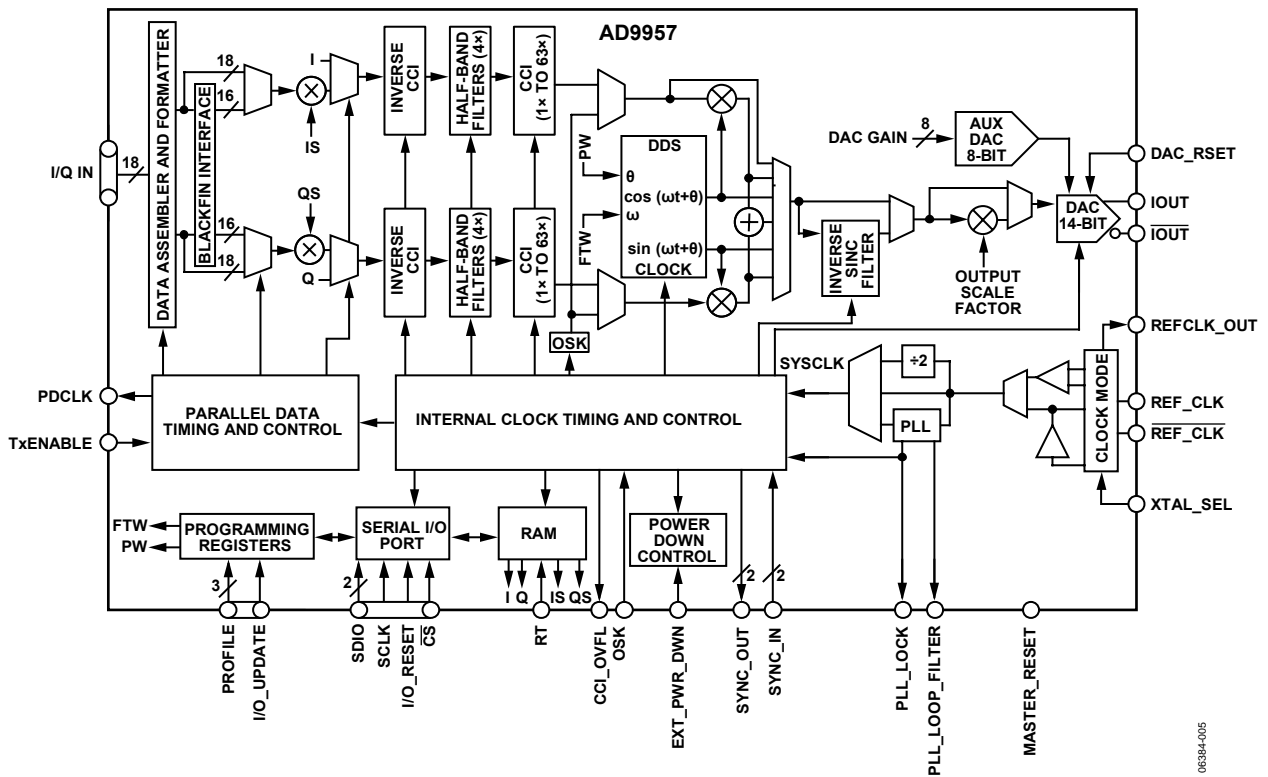 AD9957
I/Q IN
18
DATA ASSEMBLER AND FORMATTER
BLACKFIN INTERFACE
18
16
16
18
IS
QS
I
Q
INVERSE
CCI
HALF-BAND
FILTERS (4×)
CCI
(1× TO 63×)
INVERSE
CCI
HALF-BAND
FILTERS (4×)
CCI
(1× TO 63×)
OSK
PW
FTW
DDS
θ
cos (ωt+θ)
ω
sin (ωt+θ)
CLOCK
INVERSE
SINC
FILTER
OUTPUT
SCALE
FACTOR
DAC GAIN
8
AUX
DAC
8-BIT
DAC
14-BIT
DAC_RSET
IOUT
IOUT
REFCLK_OUT
REF_CLK
REF_CLK
XTAL_SEL
CLOCK MODE
SYSCLK
÷2
PLL
PDCLK
TxENABLE
PARALLEL DATA
TIMING AND CONTROL
INTERNAL CLOCK TIMING AND CONTROL
FTW
PW
PROGRAMMING
REGISTERS
SERIAL I/O
PORT
RAM
POWER
DOWN
CONTROL
3
2
I
Q
IS
QS
2
2
PROFILE
I/O_UPDATE
SDIO
SCLK
I/O_RESET
CS
RT
CCI_OVFL
OSK
EXT_PWR_DWN
SYNC_OUT
SYNC_IN
PLL_LOCK
PLL_LOOP_FILTER
MASTER_RESET
06384-005